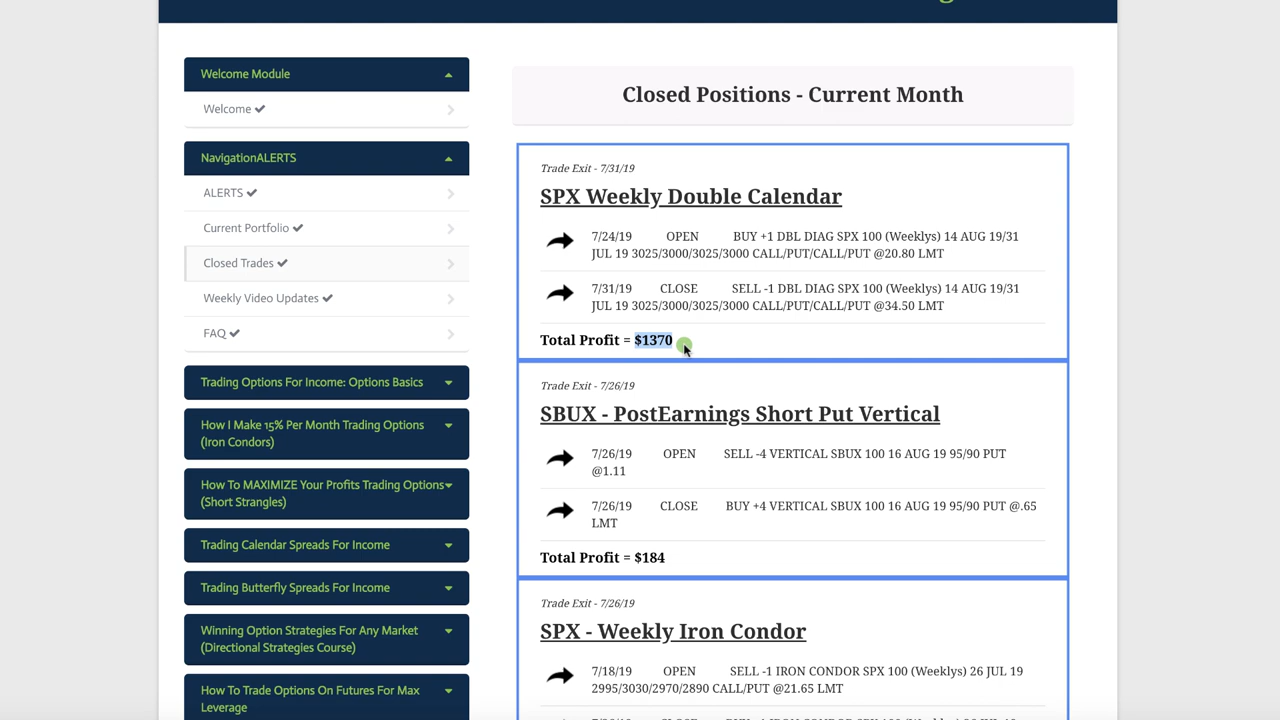 Welcome Module
Welcome
NavigationALERTS
ALERTS
Current Portfolio
Closed Trades
Weekly Video Updates
FAQ
Trading Options For Income: Options Basics
How I Make 15% Per Month Trading Options
(Iron Condors)
How To MAXIMIZE Your Profits Trading Options
(Short Strangles)
Trading Calendar Spreads For Income
Trading Butterfly Spreads For Income
Winning Option Strategies For Any Market
(Directional Strategies Course)
How To Trade Options On Futures For Max
Leverage
Closed Positions - Current Month
Trade Exit - 7/31/19
SPX Weekly Double Calendar
7/24/19 OPEN BUY +1 DBL DIAG SPX 100 (Weeklys) 14 AUG 19/31
JUL 19 3025/3000/3025/3000 CALL/PUT/CALL/PUT @20.80 LMT
7/31/19 CLOSE SELL -1 DBL DIAG SPX 100 (Weeklys) 14 AUG 19/31
JUL 19 3025/3000/3025/3000 CALL/PUT/CALL/PUT @34.50 LMT
Total Profit = $1370
Trade Exit - 7/26/19
SBUX - PostEarnings Short Put Vertical
7/26/19 OPEN SELL -4 VERTICAL SBUX 100 16 AUG 19 95/90 PUT
@1.11
7/26/19 CLOSE BUY +4 VERTICAL SBUX 100 16 AUG 19 95/90 PUT @.65
LMT
Total Profit = $184
Trade Exit - 7/26/19
SPX - Weekly Iron Condor
7/18/19 OPEN SELL -1 IRON CONDOR SPX 100 (Weeklys) 26 JUL 19
2995/3030/2970/2890 CALL/PUT @21.65 LMT